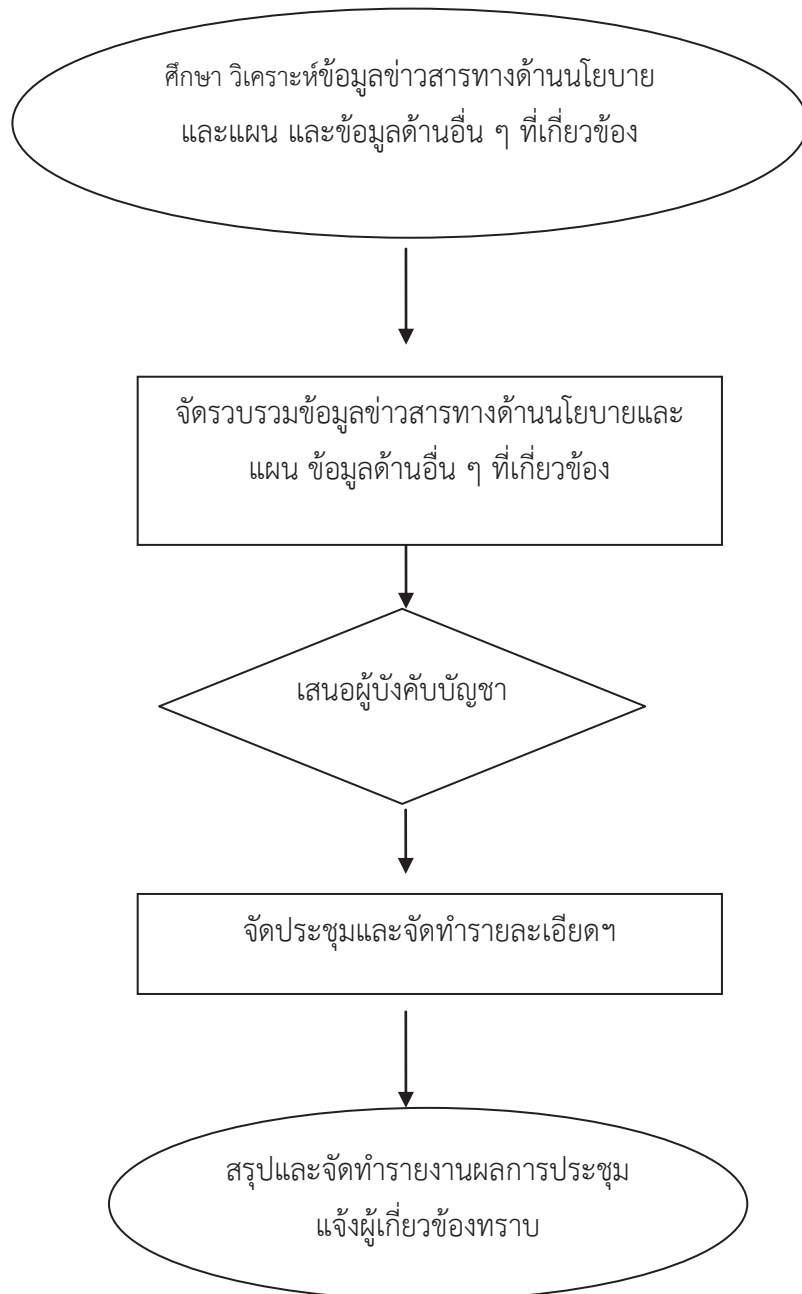 ศึกษา วิเคราะห์ข้อมูลข่าวสารทางด้านนโยบาย
และแผน และข้อมูลด้านอื่น ๆ ที่เกี่ยวข้อง
จัดรวบรวมข้อมูลข่าวสารทางด้านนโยบายและ
แผน ข้อมูลด้านอื่น ๆ ที่เกี่ยวข้อง
เสนอผู้บังคับบัญชา
จัดประชุมและจัดทำรายละเอียดฯ
สรุปและจัดทำรายงานผลการประชุม
แจ้งผู้เกี่ยวข้องทราบ